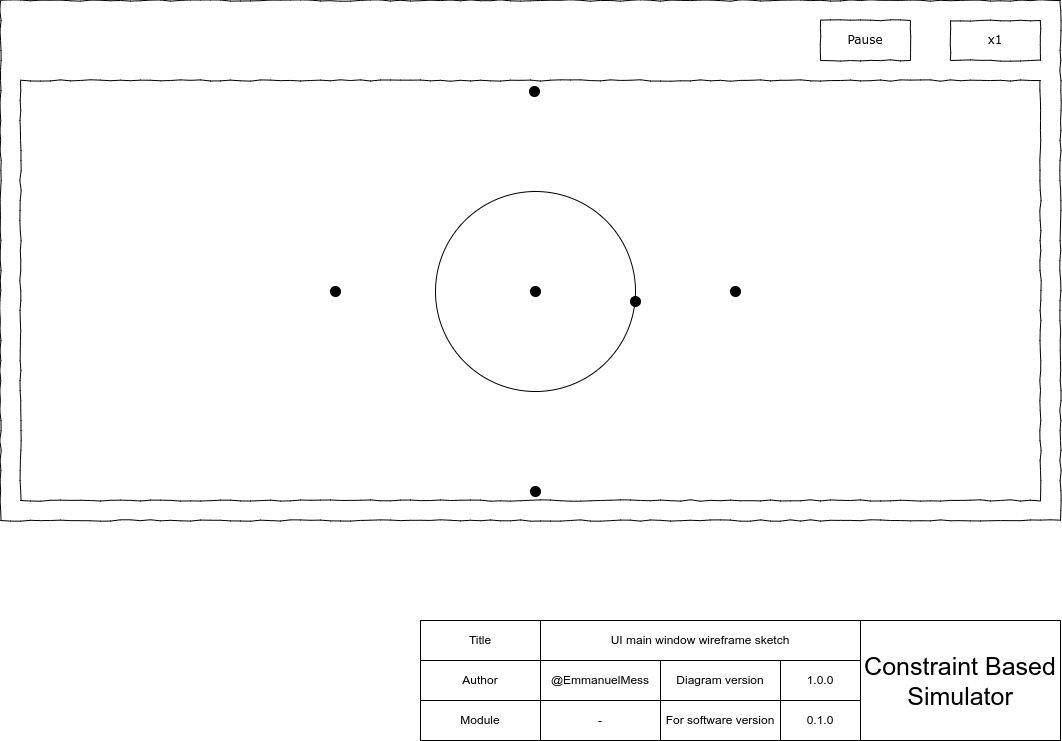 Pause
x1
Title
UI main window wireframe sketch
Author
@EmmanuelMess
Diagram version
1.0.0
Module
-
For software version
0.1.0
Constraint Based
Simulator